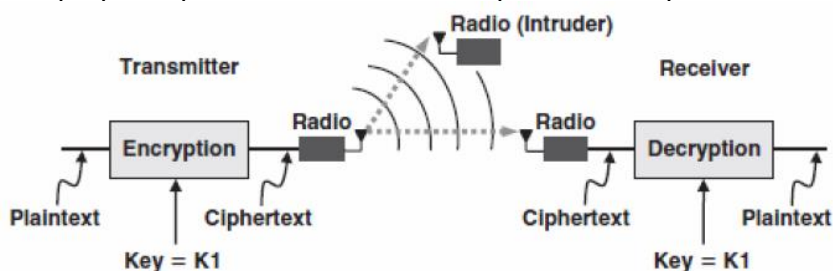 Radio (Intruder)
Transmitter
Receiver
Radio
Radio
Encryption
Decryption
Plaintext
Ciphertext
Ciphertext
Plaintext
Key = K1
Key = K1